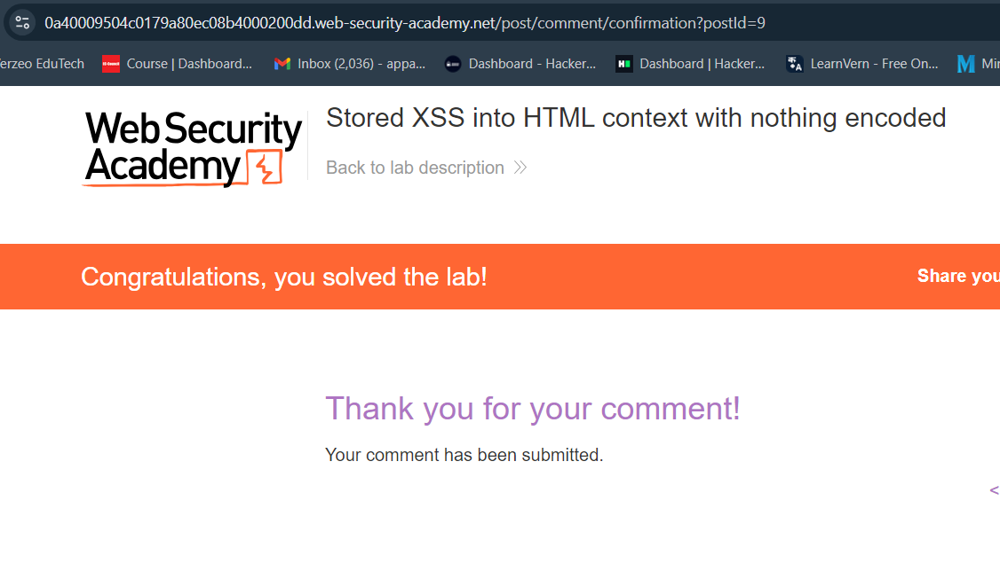 0a40009504c0179a80ec08b4000200dd.web-security-academy.net/post/comment/confirmation?postId=9
erzeo EduTech Course | Dashboard... Inbox (2,036) - appa... Dashboard - Hacker... Dashboard | Hacker... LearnVern - Free On... Mi
Web Security
Academy
Stored XSS into HTML context with nothing encoded
Back to lab description
Congratulations, you solved the lab!
Share you
Thank you for your comment!
Your comment has been submitted.
<